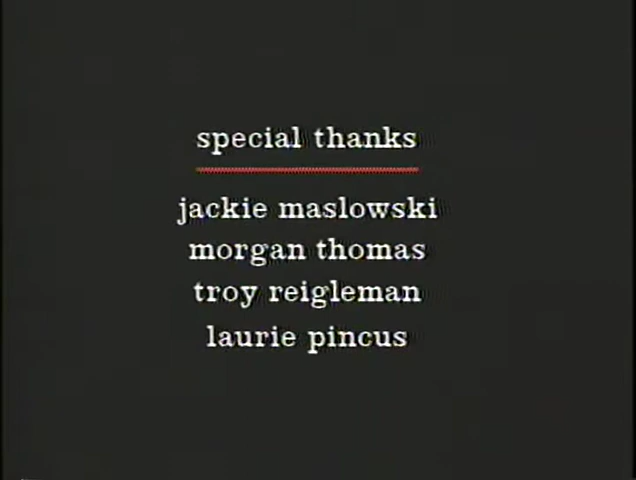 special thanks
jackie maslowski
morgan thomas
troy reigleman
laurie pincus